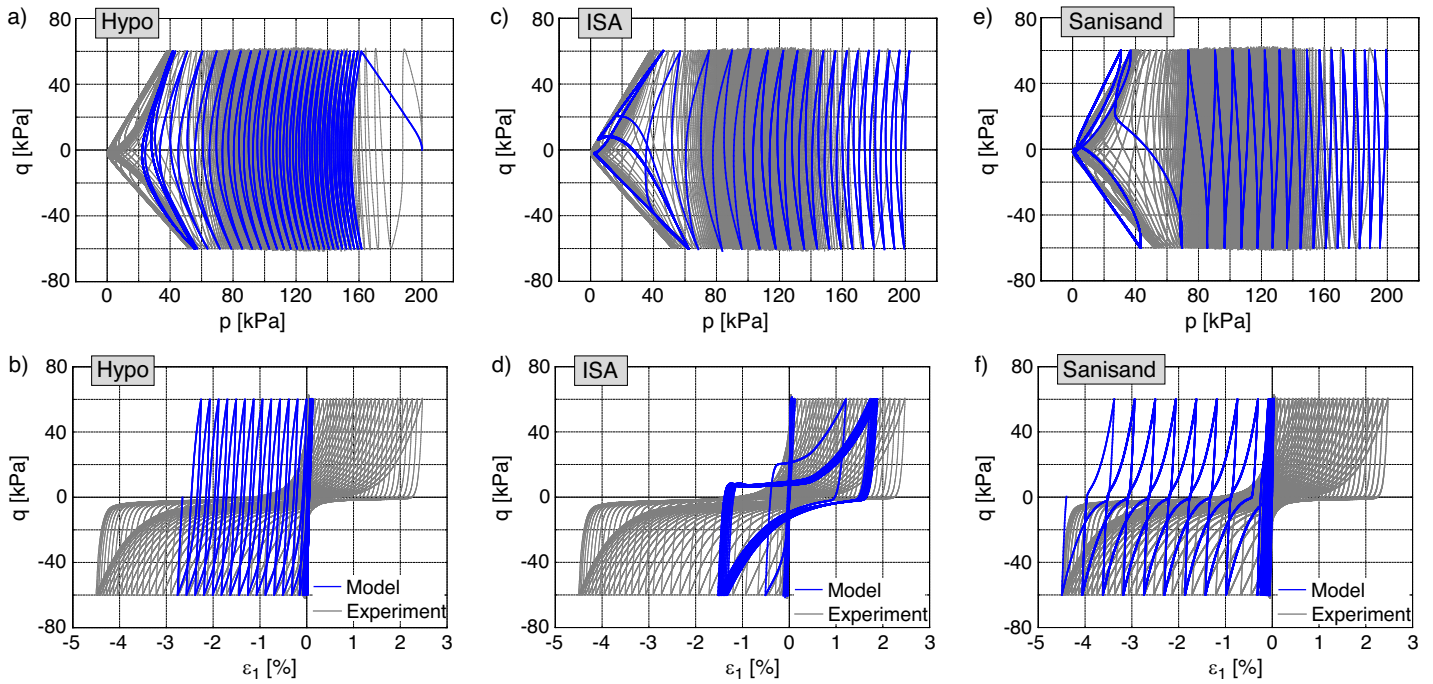 a) Hypo
80
40
0
-40
-80
q [kPa]
0 40 80 120 160 200
p [kPa]
c) ISA
80
40
0
-40
-80
q [kPa]
0 40 80 120 160 200
p [kPa]
e) Sanisand
80
40
0
-40
-80
q [kPa]
0 40 80 120 160 200
p [kPa]
b) Hypo
80
40
0
-40
-80
q [kPa]
Model
Experiment
-5 -4 -3 -2 -1 0 1 2 3
ε1 [%]
d) ISA
80
40
0
-40
-80
q [kPa]
Model
Experiment
-5 -4 -3 -2 -1 0 1 2 3
ε1 [%]
f) Sanisand
80
40
0
-40
-80
q [kPa]
Model
Experiment
-5 -4 -3 -2 -1 0 1 2 3
ε1 [%]